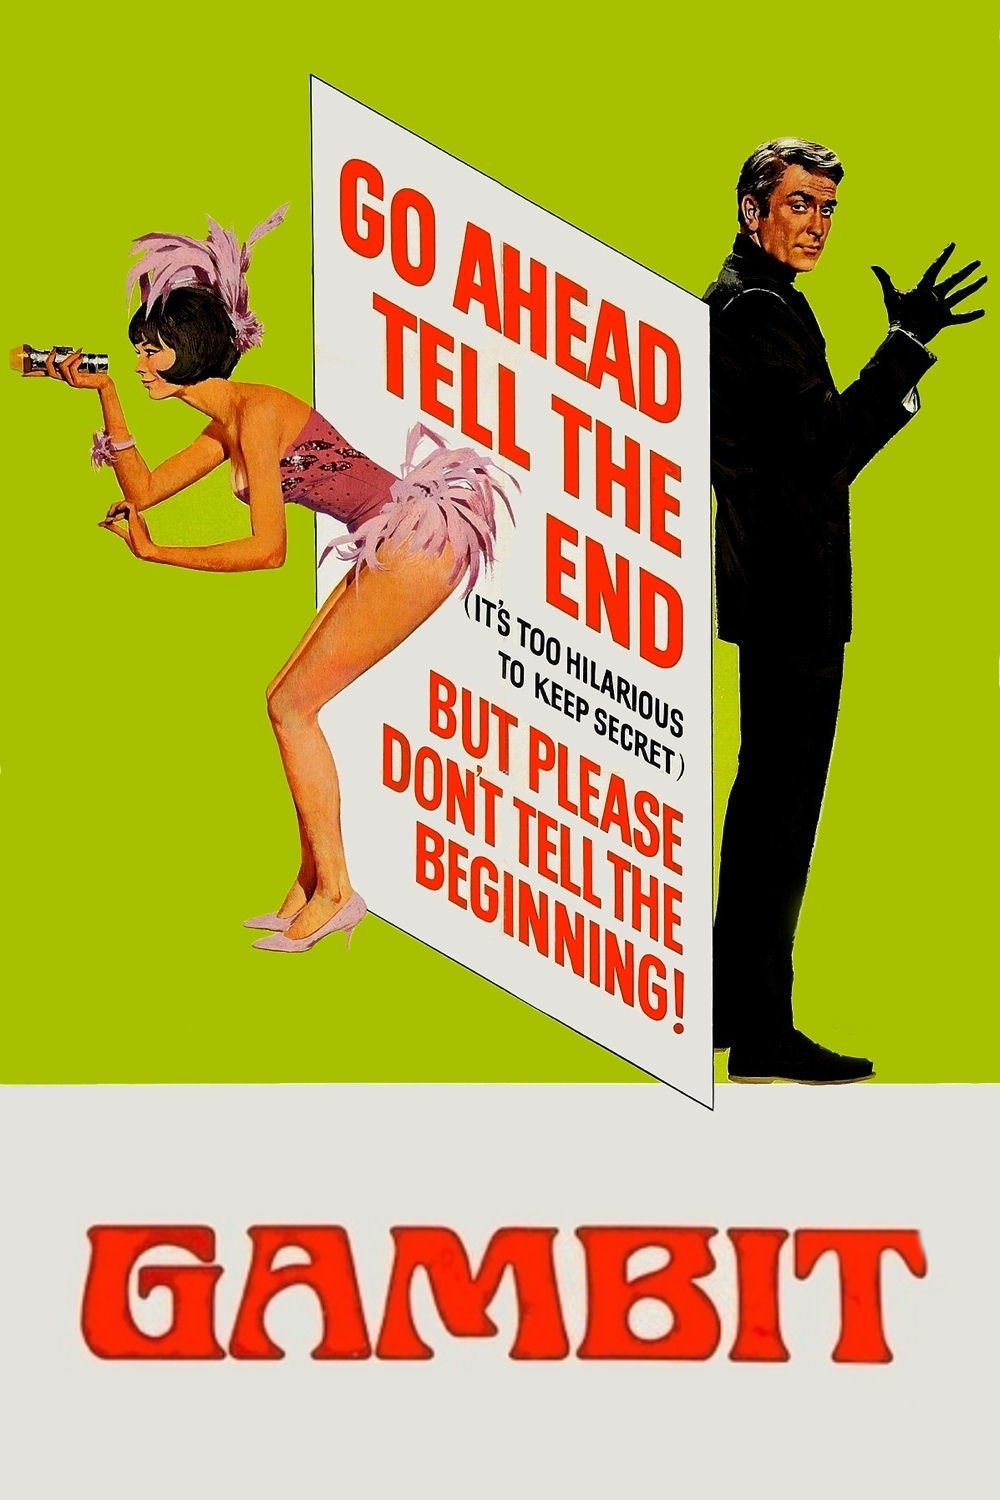 GO AHEAD
TELL THE
END
(IT'S TOO HILARIOUS
TO KEEP SECRET)
BUT PLEASE
DON'T TELL THE
BEGINNING!
GAMBIT